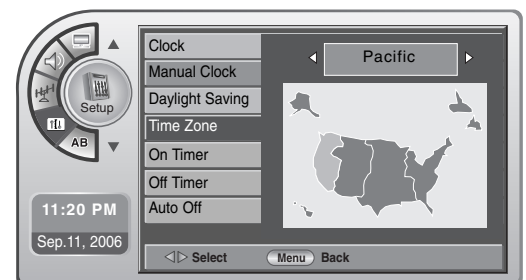 Setup
AB
11:20 PM
Sep.11, 2006
Clock
Manual Clock
Daylight Saving
Time Zone
On Timer
Off Timer
Auto Off
Pacific
Select
Menu Back